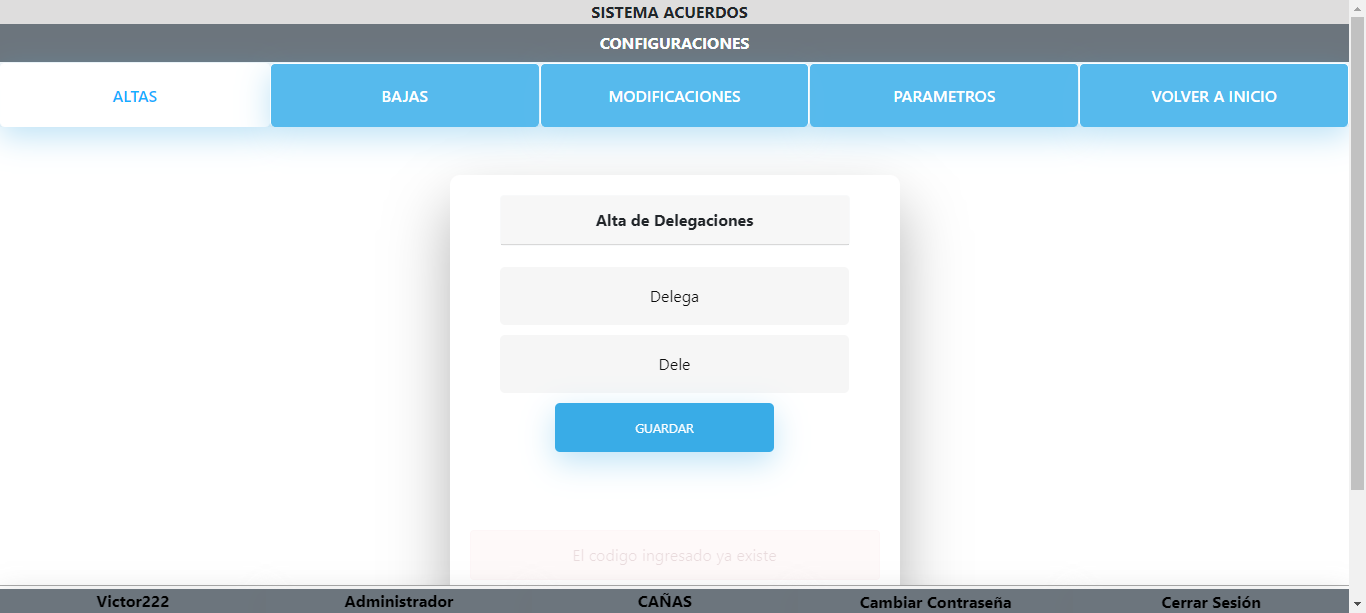 SISTEMA ACUERDOS
CONFIGURACIONES
ALTAS BAJAS MODIFICACIONES PARAMETROS VOLVER A INICIO
Alta de Delegaciones
Delega
Dele
GUARDAR
El codigo ingresado ya existe
Victor222 Administrador CAÑAS Cambiar Contraseña Cerrar Sesión